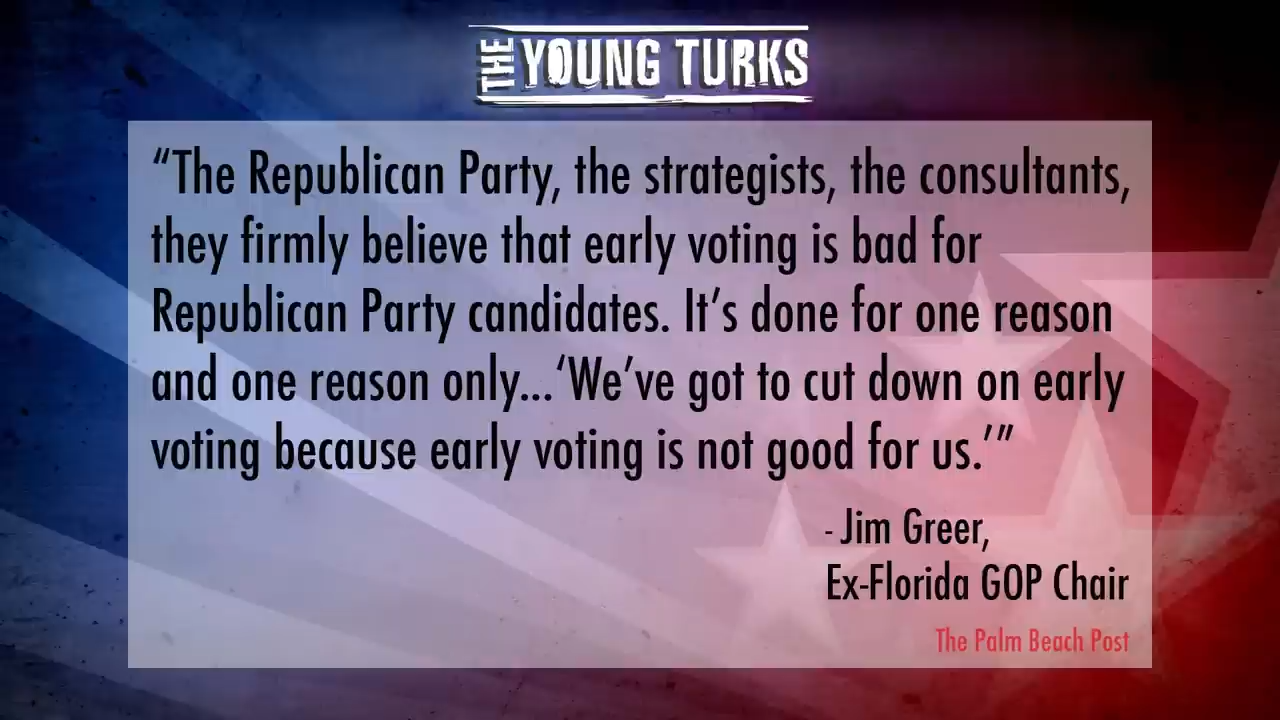 THE YOUNG TURKS
“The Republican Party, the strategists, the consultants,
they firmly believe that early voting is bad for
Republican Party candidates. It’s done for one reason
and one reason only... ‘We’ve got to cut down on early
voting because early voting is not good for us.’”
- Jim Greer,
Ex-Florida GOP Chair
The Palm Beach Post